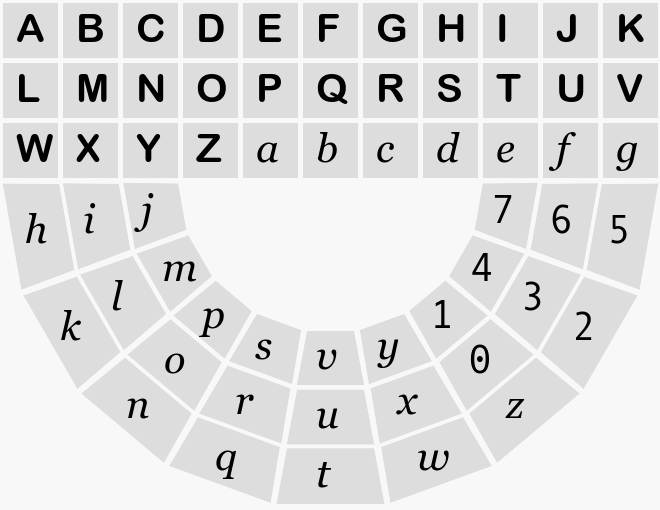 A B C D E F G H I J K
L M N O P Q R S T U V
W X Y Z a b c d e f g
h i j 7 6 5
k l m 4 3 2
n o p 1 0 z
q r s y x w
t u v